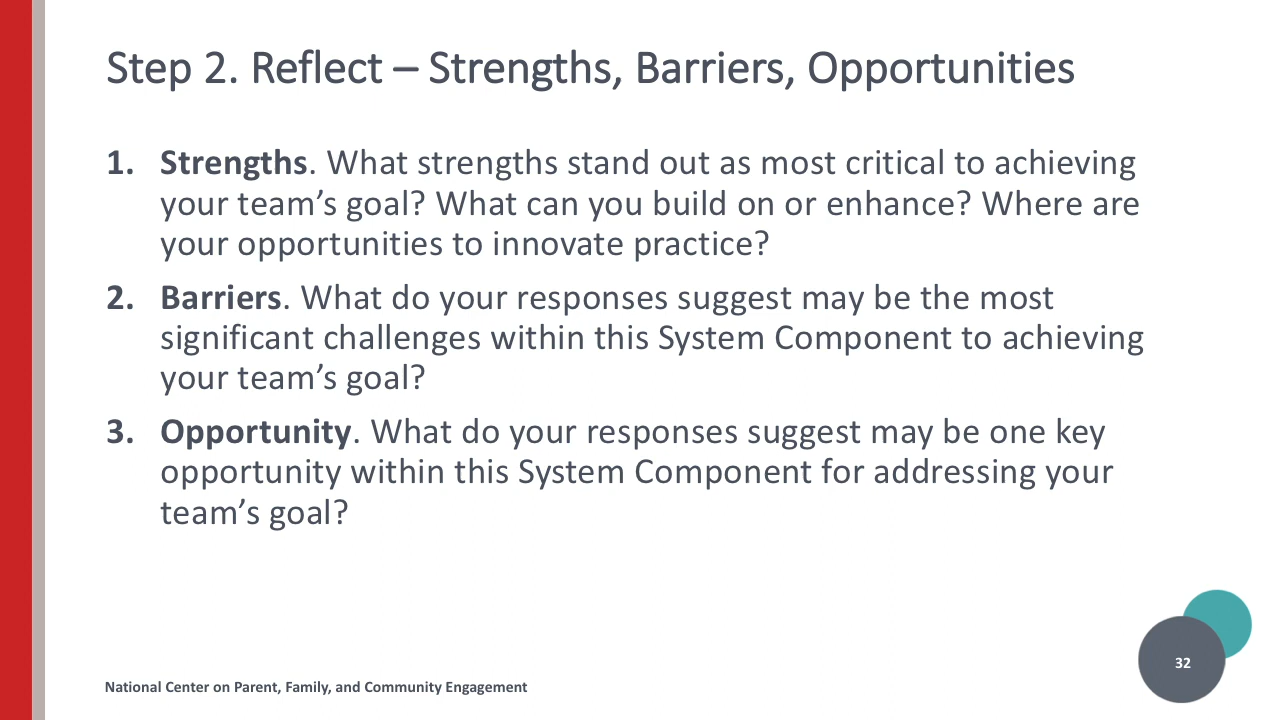 Step 2. Reflect – Strengths, Barriers, Opportunities
1. Strengths. What strengths stand out as most critical to achieving
your team’s goal? What can you build on or enhance? Where are
your opportunities to innovate practice?
2. Barriers. What do your responses suggest may be the most
significant challenges within this System Component to achieving
your team’s goal?
3. Opportunity. What do your responses suggest may be one key
opportunity within this System Component for addressing your
team’s goal?
32
National Center on Parent, Family, and Community Engagement